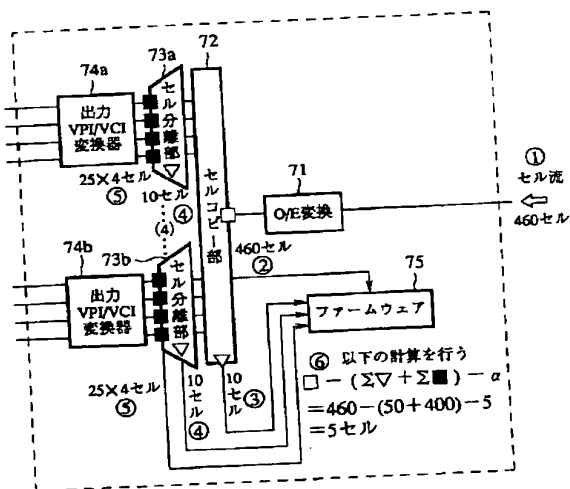 72
73a
74a
セル分離部
出力
VPI/VCI
変換器
25×4セル
⑤
10セル
④
(4)
セルコピー部
71
O/E変換
①
セル流
460セル
460セル
②
74b
73b
セル分離部
出力
VPI/VCI
変換器
75
ファームウェア
25×4セル
⑤
10セル
④
10セル
③
⑥ 以下の計算を行う
□−(Σ▽+Σ■)−α
=460−(50+400)−5
=5セル